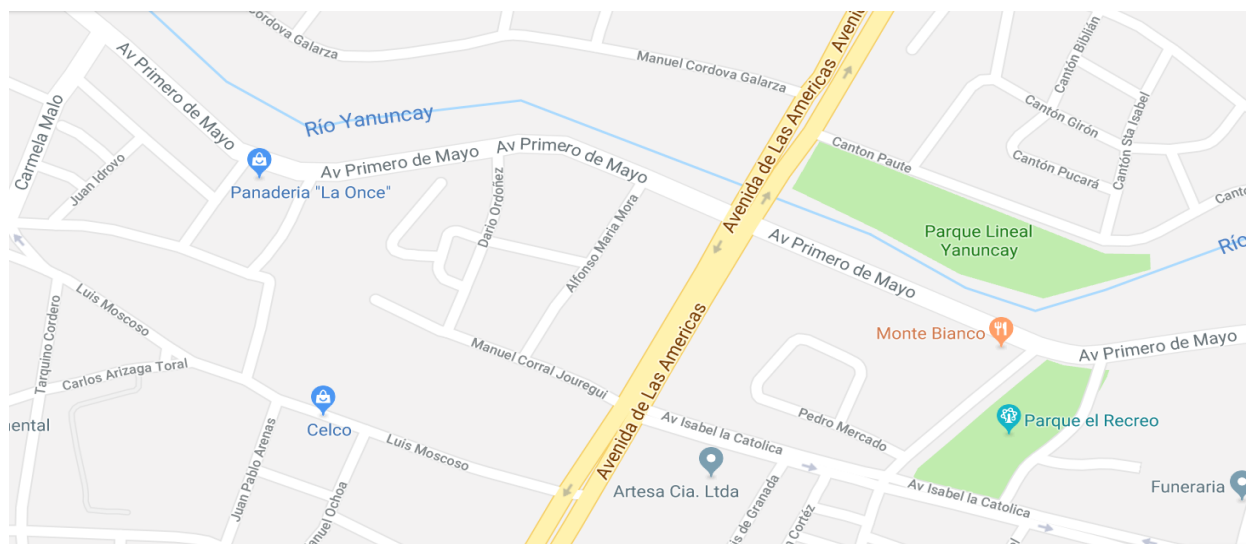 Cordova Galarza
Av Primero de Mayo
Manuel Cordova Galarza
Avenida de Las Americas
Cantón Biblián
Cantón Girón
Cantón Sta Isabel
Cantón Pucará
Canton Paute
Río Yanuncay
Carmela Malo
Juan Idrovo
Panaderia "La Once"
Av Primero de Mayo
Av Primero de Mayo
Dario Ordoñez
Alfonso Maria Mora
Parque Lineal
Yanuncay
Río
Av Primero de Mayo
Luis Moscoso
Tarquino Cordero
Carlos Arizaga Toral
Manuel Corral Jouregui
Avenida de Las Americas
Monte Bianco
Av Primero de Mayo
Pedro Mercado
Parque el Recreo
Celco
Luis Moscoso
Juan Pablo Arenas
Av Isabel la Catolica
Artesa Cia. Ltda
Av Isabel la Catolica
Funeraria